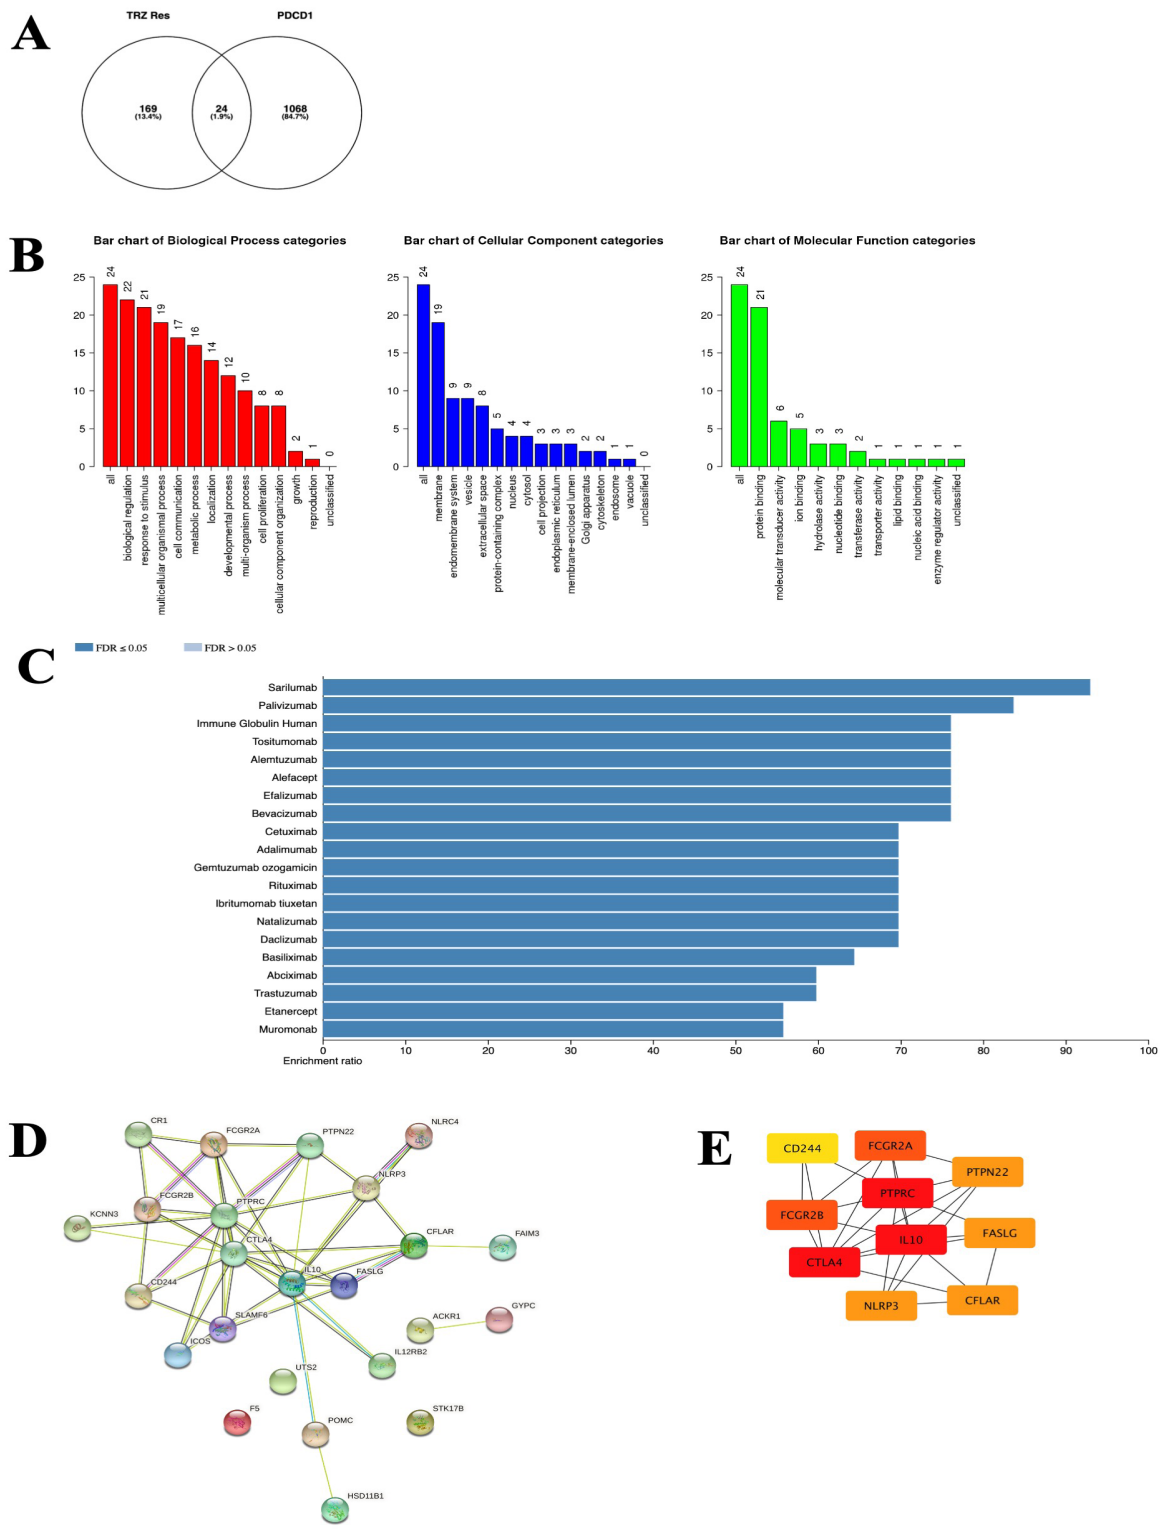 A
TRZ Res
PDCD1
169
(13.4%)
24
(1.9%)
1068
(84.7%)
B
Bar chart of Biological Process categories
25
20
15
10
5
0
24
22
21
19
17
16
14
12
10
8
8
2
1
0
all
biological regulation
response to stimulus
multicellular organismal process
cell communication
metabolic process
localization
developmental process
multi-organism process
cell proliferation
cellular component organization
growth
reproduction
unclassified
Bar chart of Cellular Component categories
25
20
15
10
5
0
24
19
9
9
8
5
4
4
3
3
3
2
2
1
1
0
all
membrane
endomembrane system
vesicle
extracellular space
protein-containing complex
nucleus
cytosol
cell projection
endoplasmic reticulum
membrane-enclosed lumen
Golgi apparatus
cytoskeleton
endosome
vacuole
unclassified
Bar chart of Molecular Function categories
25
20
15
10
5
0
24
21
6
5
3
3
2
1
1
1
1
1
all
protein binding
molecular transducer activity
ion binding
hydrolase activity
nucleotide binding
transferase activity
transporter activity
lipid binding
nucleic acid binding
enzyme regulator activity
unclassified
C
FDR ≤ 0.05
FDR > 0.05
Sarilumab
Palivizumab
Immune Globulin Human
Tositumomab
Alemtuzumab
Alefacept
Efalizumab
Bevacizumab
Cetuximab
Adalimumab
Gemtuzumab ozogamicin
Rituximab
Ibritumomab tiuxetan
Natalizumab
Daclizumab
Basiliximab
Abciximab
Trastuzumab
Etanercept
Muromonab
0 10 20 30 40 50 60 70 80 90 100
Enrichment ratio
D
CR1
FCGR2A
PTPN22
NLRC4
NLRP3
FCGR2B
PTPRC
KCNN3
CTLA4
CFLAR
FAIM3
IL10
FASLG
CD244
SLAMF6
ICOS
ACKR1
GYPC
IL12RB2
UTS2
F5
POMC
STK17B
HSD11B1
E
CD244
FCGR2A
PTPN22
PTPRC
FCGR2B
IL10
FASLG
CTLA4
NLRP3
CFLAR